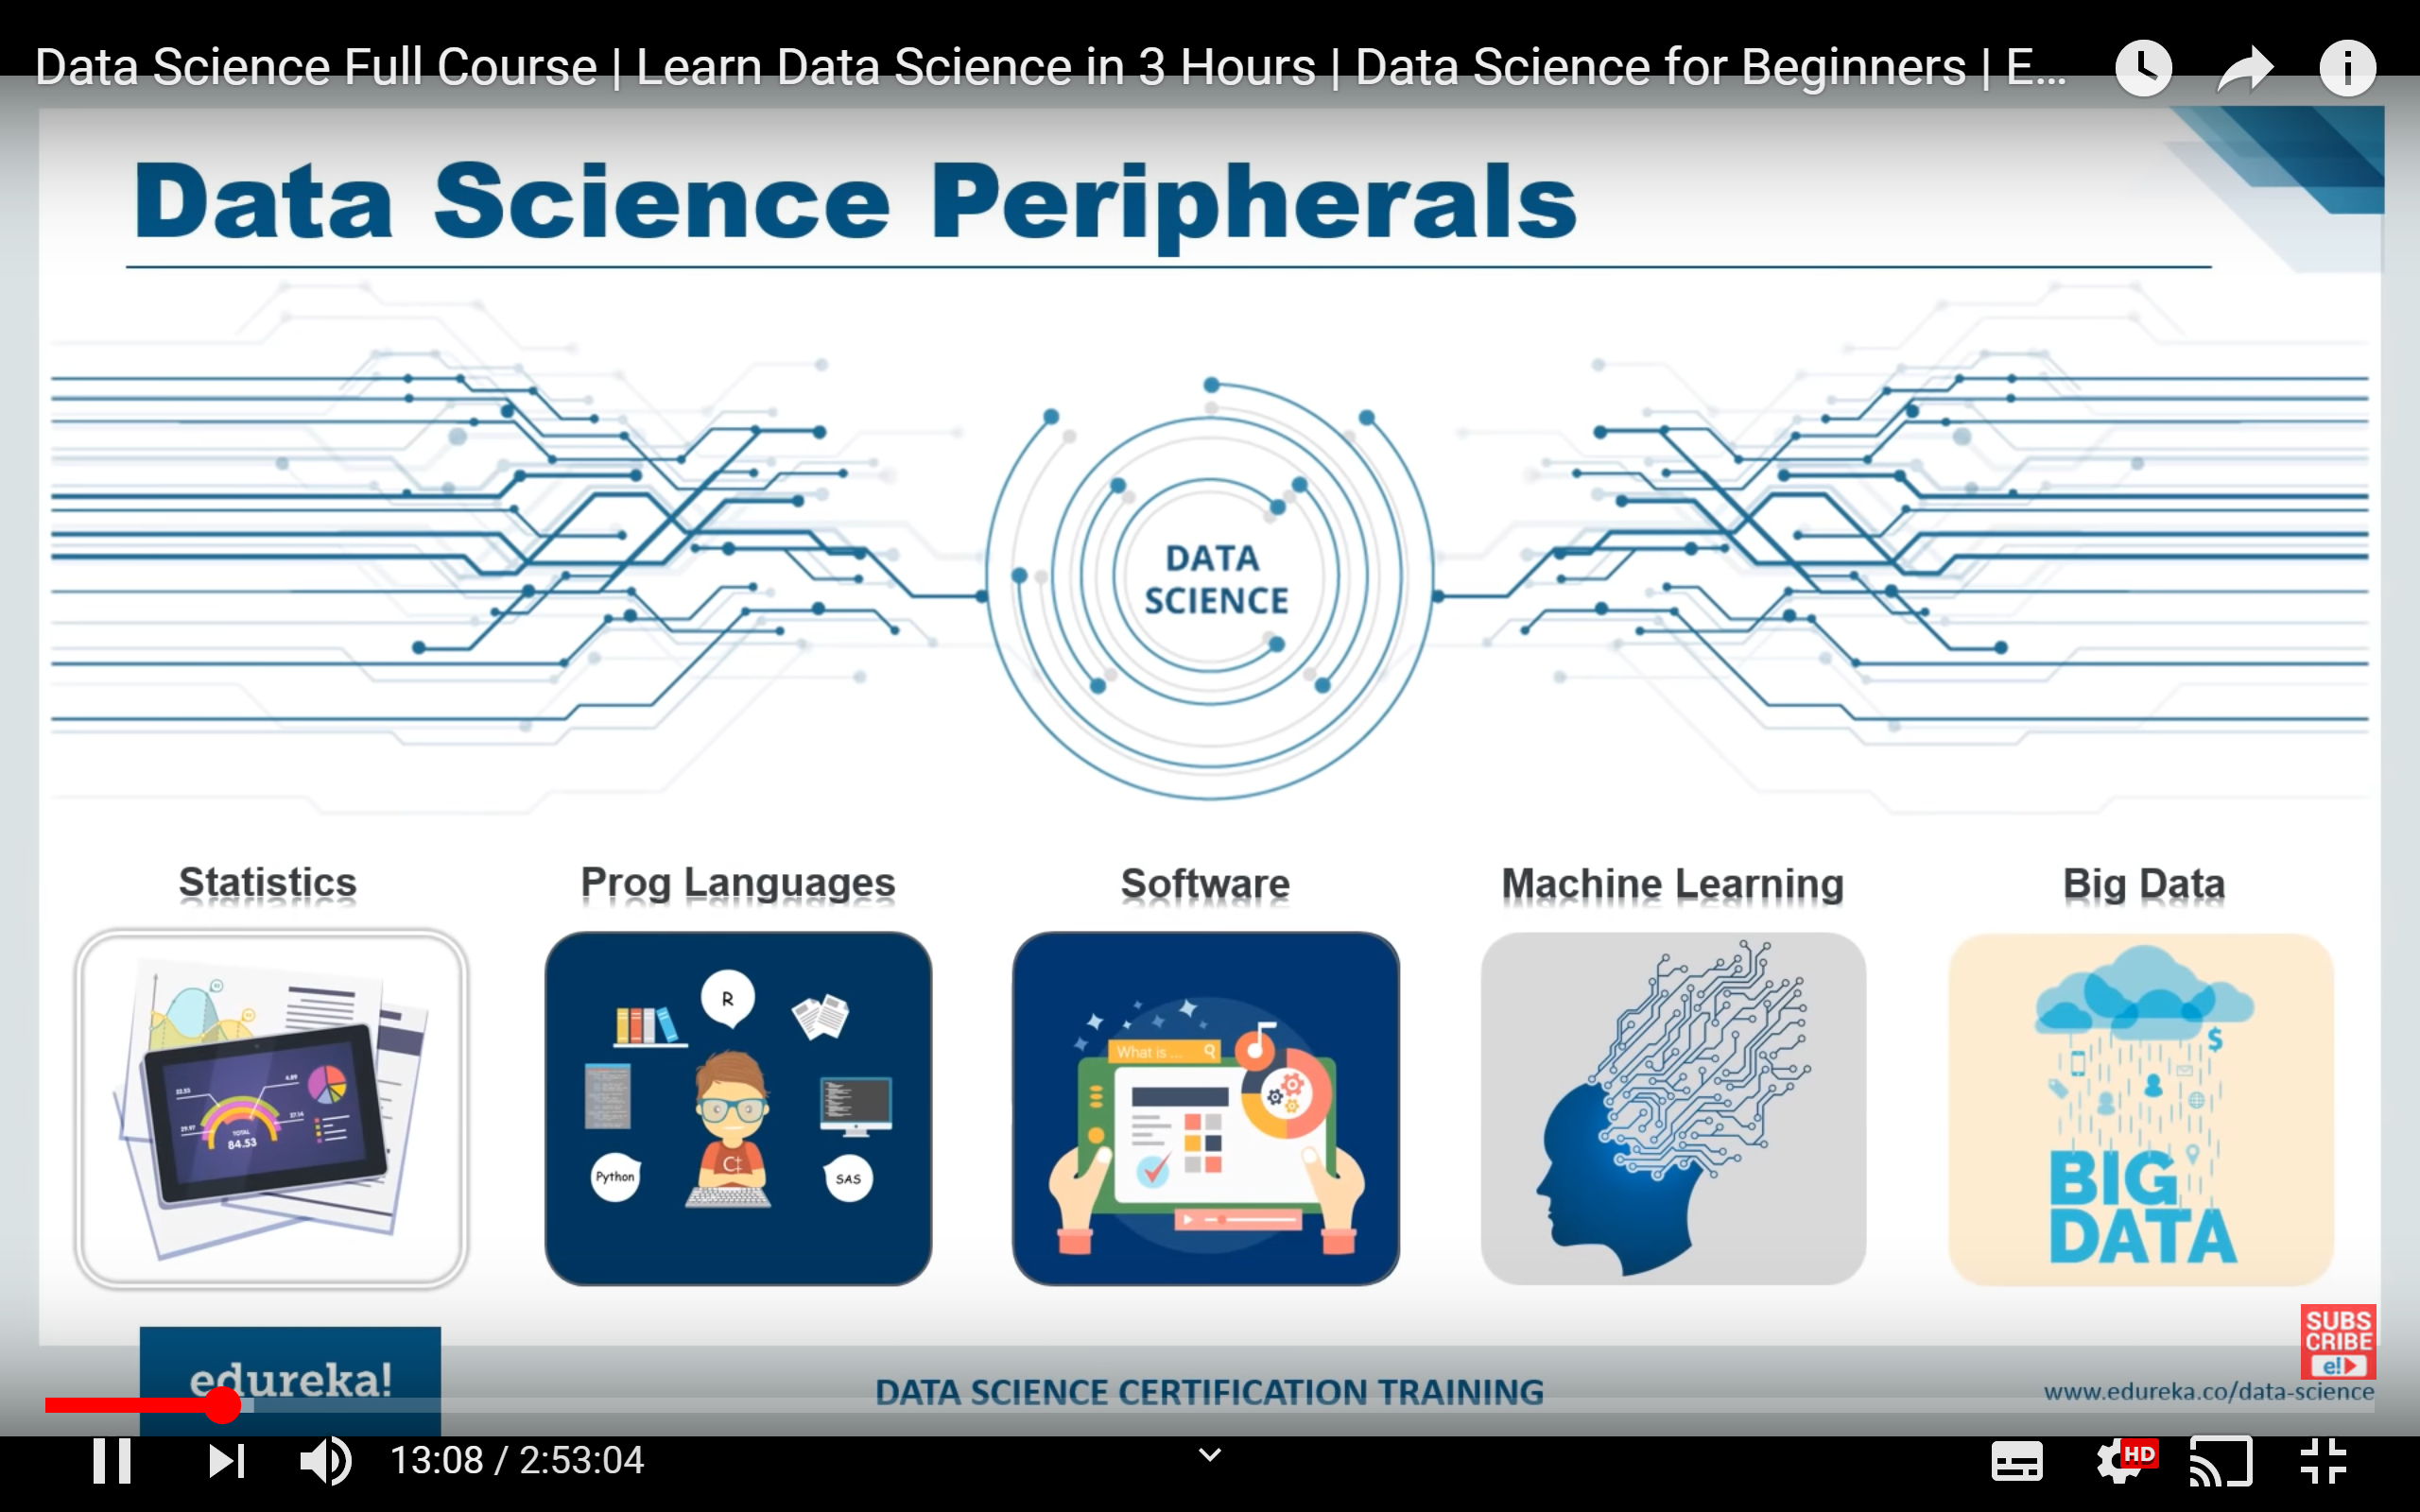 Data Science Full Course | Learn Data Science in 3 Hours | Data Science for Beginners | E...
Data Science Peripherals
DATA
SCIENCE
Statistics
Prog Languages
Software
Machine Learning
Big Data
R
Python
SAS
What is ...
TOTAL
84.53
$
BIG
DATA
SUBS
CRIBE
e!
edureka!
DATA SCIENCE CERTIFICATION TRAINING
www.edureka.co/data-science
13:08 / 2:53:04
HD